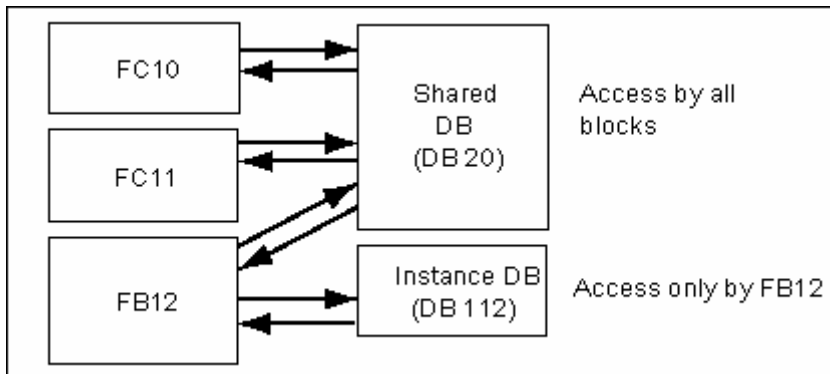 FC10
FC11
FB12
Shared
DB
(DB 20)
Access by all
blocks
Instance DB
(DB 112)
Access only by FB12